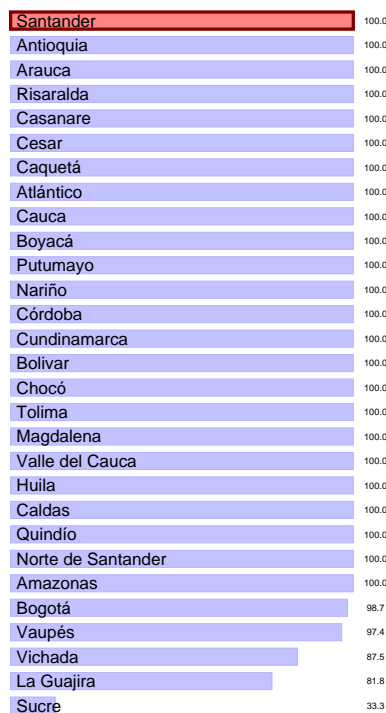 Santander 100.0
Antioquia 100.0
Arauca 100.0
Risaralda 100.0
Casanare 100.0
Cesar 100.0
Caquetá 100.0
Atlántico 100.0
Cauca 100.0
Boyacá 100.0
Putumayo 100.0
Nariño 100.0
Córdoba 100.0
Cundinamarca 100.0
Bolivar 100.0
Chocó 100.0
Tolima 100.0
Magdalena 100.0
Valle del Cauca 100.0
Huila 100.0
Caldas 100.0
Quindío 100.0
Norte de Santander 100.0
Amazonas 100.0
Bogotá 98.7
Vaupés 97.4
Vichada 87.5
La Guajira 81.8
Sucre 33.3